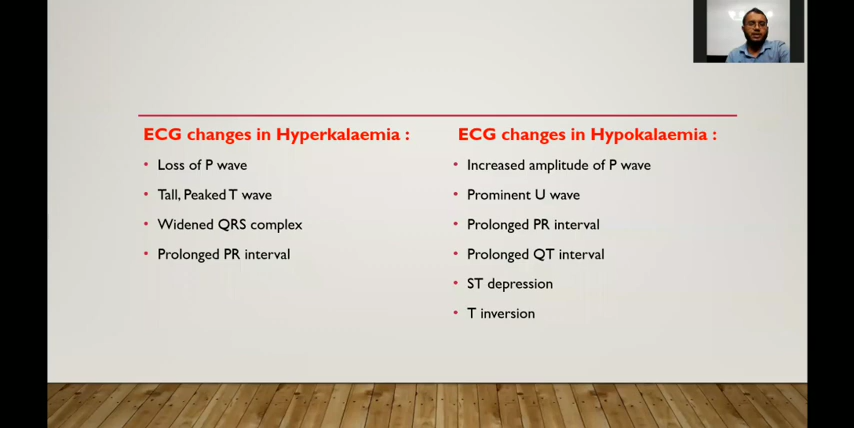 ECG changes in Hyperkalaemia :
• Loss of P wave
• Tall, Peaked T wave
• Widened QRS complex
• Prolonged PR interval
ECG changes in Hypokalaemia :
• Increased amplitude of P wave
• Prominent U wave
• Prolonged PR interval
• Prolonged QT interval
• ST depression
• T inversion